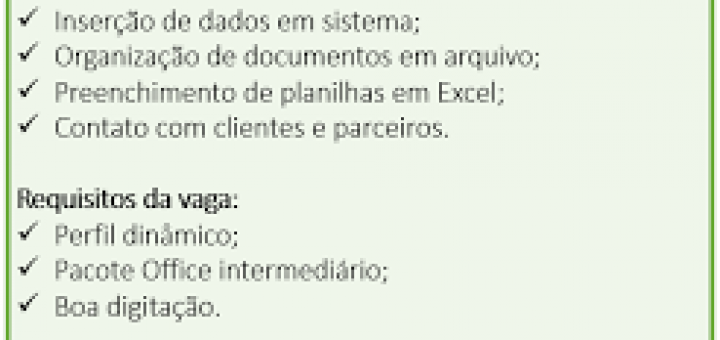 ✓ Inserção de dados em sistema;
✓ Organização de documentos em arquivo;
✓ Preenchimento de planilhas em Excel;
✓ Contato com clientes e parceiros.
Requisitos da vaga:
✓ Perfil dinâmico;
✓ Pacote Office intermediário;
✓ Boa digitação.